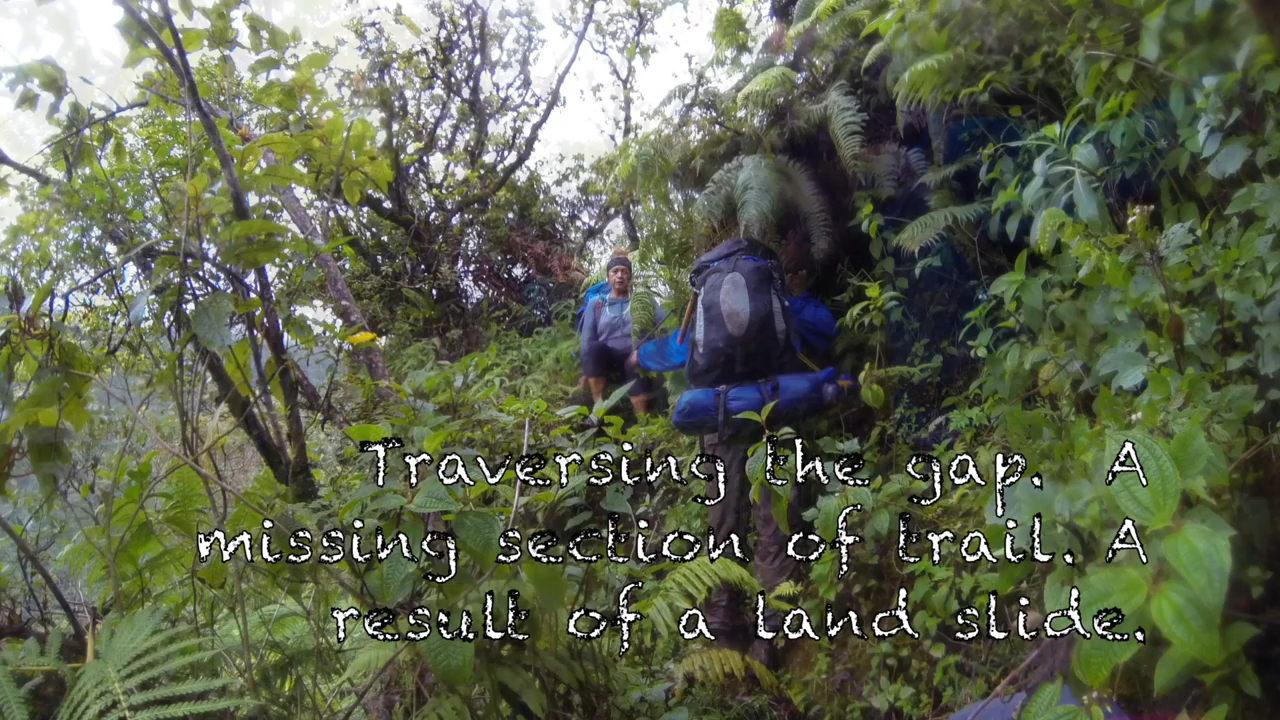 Traversing the gap. A
missing section of trail. A
result of a land slide.